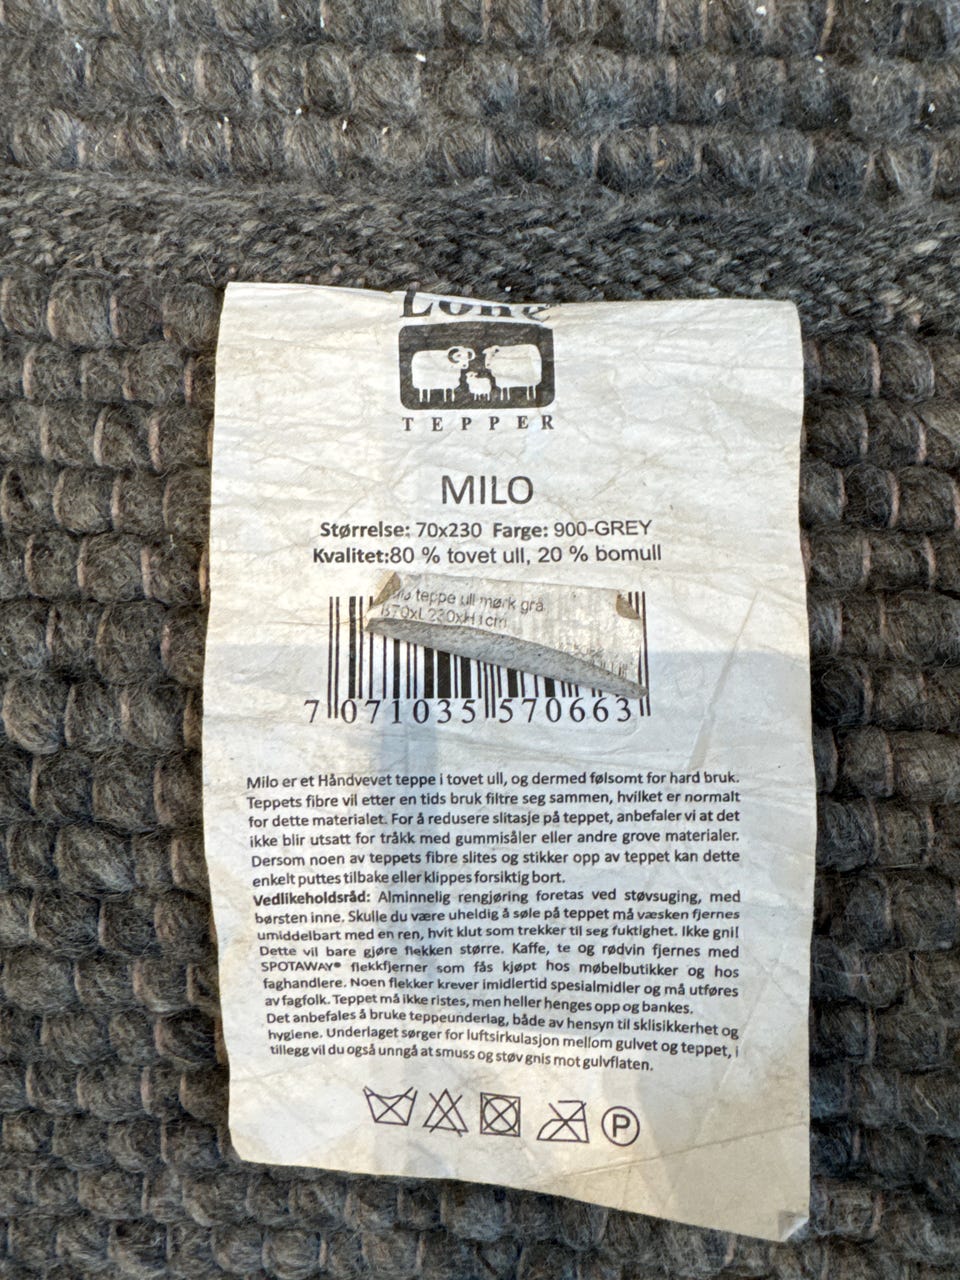 TEPPER
MILO
Størrelse: 70x230 Farge: 900-GREY
Kvalitet:80 % tovet ull, 20 % bomull
teppe ull mørk grå
B70xL 230xH1cm
7 071035 570663
Milo er et Håndvevet teppe i tovet ull, og dermed følsomt for hard bruk.
Teppets fibre vil etter en tids bruk filtre seg sammen, hvilket er normalt
for dette materialet. For å redusere slitasje på teppet, anbefaler vi at det
ikke blir utsatt for tråkk med gummisåler eller andre grove materialer.
Dersom noen av teppets fibre slites og stikker opp av teppet kan dette
enkelt puttes tilbake eller klippes forsiktig bort.
Vedlikeholdsråd: Alminnelig rengjøring foretas ved støvsuging, med
børsten inne. Skulle du være uheldig å søle på teppet må væsken fjernes
umiddelbart med en ren, hvit klut som trekker til seg fuktighet. Ikke gni!
Dette vil bare gjøre flekken større. Kaffe, te og rødvin fjernes med
SPOTAWAY® flekkfjerner som fås kjøpt hos møbelbutikker og hos
faghandlere. Noen flekker krever imidlertid spesialmidler og må utføres
av fagfolk. Teppet må ikke ristes, men heller henges opp og bankes.
Det anbefales å bruke teppeunderlag, både av hensyn til sklisikkerhet og
hygiene. Underlaget sørger for luftsirkulasjon mellom gulvet og teppet, i
tillegg vil du også unngå at smuss og støv gnis mot gulvflaten.
P